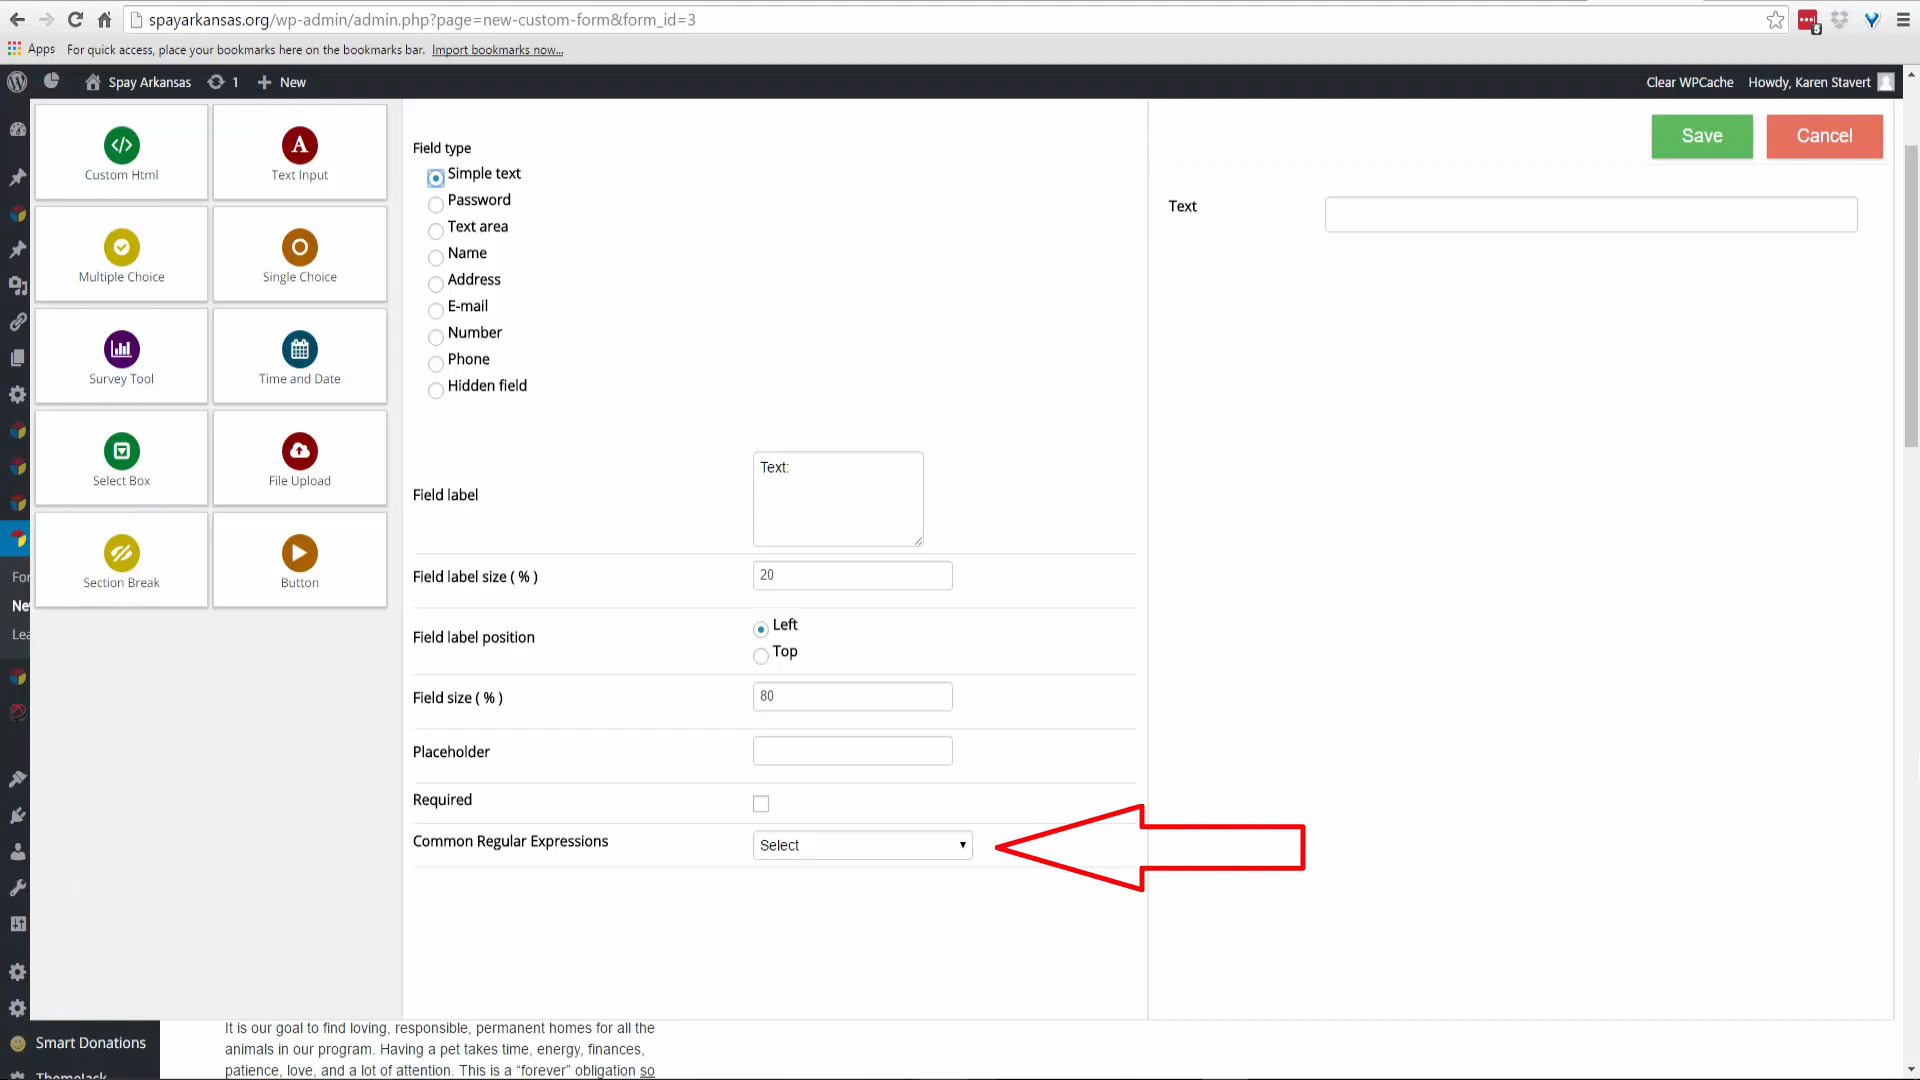 spayarkansas.org/wp-admin/admin.php?page=new-custom-form&form_id=3
Apps For quick access, place your bookmarks here on the bookmarks bar. Import bookmarks now...
Spay Arkansas 1 New Clear WPCache Howdy, Karen Stavert
Custom Html
Text Input
Multiple Choice
Single Choice
Survey Tool
Time and Date
Select Box
File Upload
Section Break
Button
For
Ne
Lea
Smart Donations
Field type
Simple text
Password
Text area
Name
Address
E-mail
Number
Phone
Hidden field
Field label
Text:
Field label size ( % )
20
Field label position
Left
Top
Field size ( % )
80
Placeholder
Required
Common Regular Expressions
Select
Save
Cancel
Text
It is our goal to find loving, responsible, permanent homes for all the
animals in our program. Having a pet takes time, energy, finances,
patience, love, and a lot of attention. This is a “forever” obligation so